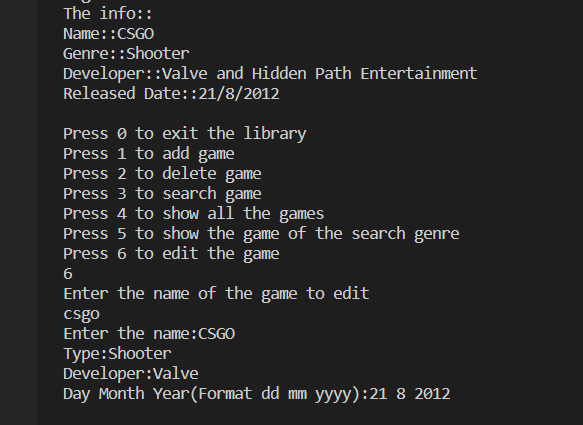 The info::
Name::CSGO
Genre::Shooter
Developer::Valve and Hidden Path Entertainment
Released Date::21/8/2012
Press 0 to exit the library
Press 1 to add game
Press 2 to delete game
Press 3 to search game
Press 4 to show all the games
Press 5 to show the game of the search genre
Press 6 to edit the game
6
Enter the name of the game to edit
csgo
Enter the name:CSGO
Type:Shooter
Developer:Valve
Day Month Year(Format dd mm yyyy):21 8 2012